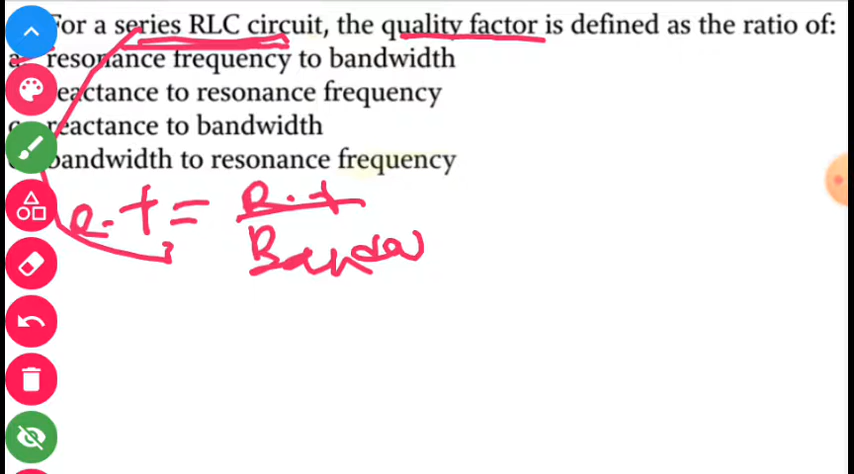 For a series RLC circuit, the quality factor is defined as the ratio of:
a resonance frequency to bandwidth
reactance to resonance frequency
reactance to bandwidth
bandwidth to resonance frequency